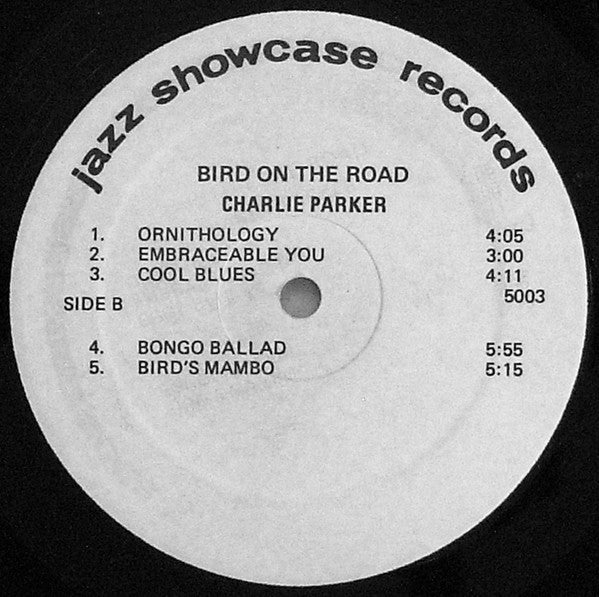 jazz showcase records
BIRD ON THE ROAD
CHARLIE PARKER
1. ORNITHOLOGY 4:05
2. EMBRACEABLE YOU 3:00
3. COOL BLUES 4:11
SIDE B 5003
4. BONGO BALLAD 5:55
5. BIRD'S MAMBO 5:15